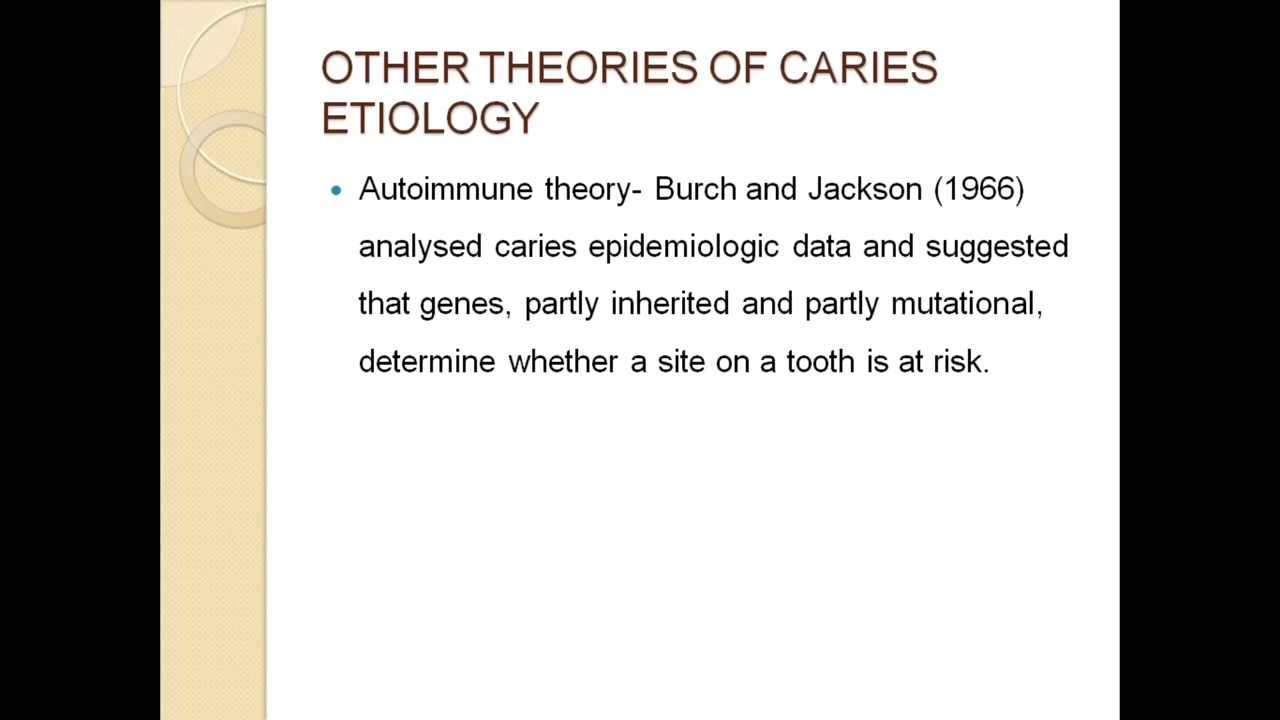 OTHER THEORIES OF CARIES
ETIOLOGY
• Autoimmune theory- Burch and Jackson (1966)
analysed caries epidemiologic data and suggested
that genes, partly inherited and partly mutational,
determine whether a site on a tooth is at risk.